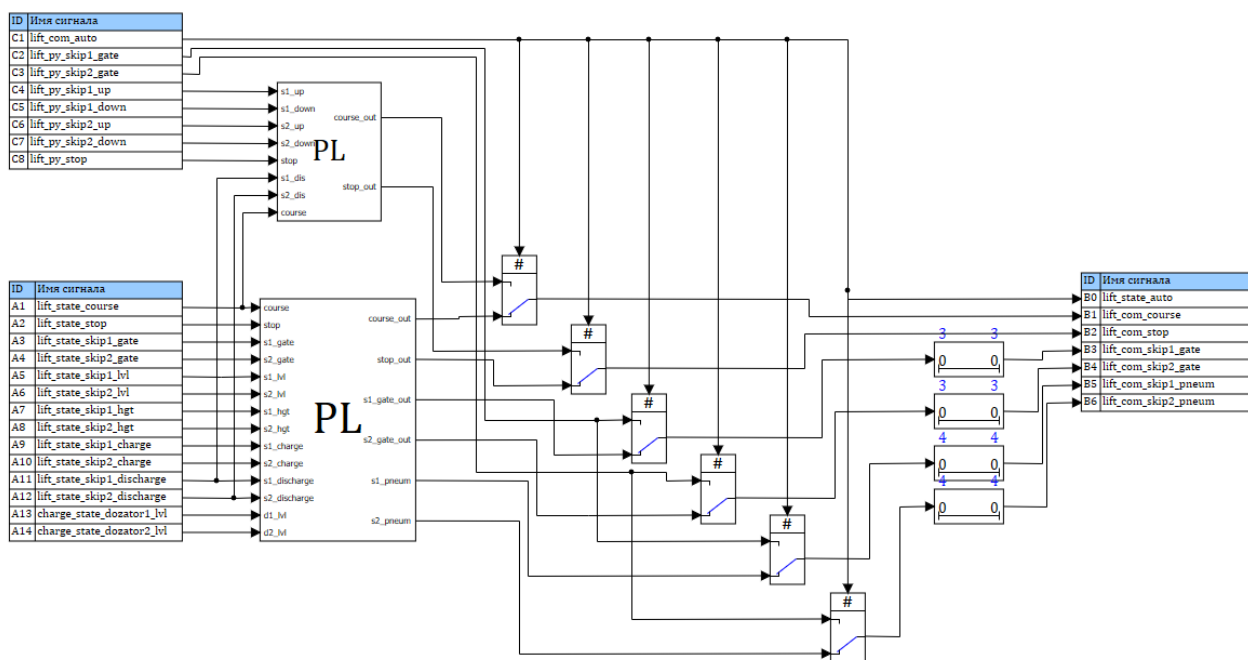 ID Имя сигнала
C1 lift_com_auto
C2 lift_py_skip1_gate
C3 lift_py_skip2_gate
C4 lift_py_skip1_up
C5 lift_py_skip1_down
C6 lift_py_skip2_up
C7 lift_py_skip2_down
C8 lift_py_stop
s1_up
s1_down
s2_up
s2_down
stop
s1_dis
s2_dis
course
PL
course_out
stop_out
ID Имя сигнала
A1 lift_state_course
A2 lift_state_stop
A3 lift_state_skip1_gate
A4 lift_state_skip2_gate
A5 lift_state_skip1_lvl
A6 lift_state_skip2_lvl
A7 lift_state_skip1_hgt
A8 lift_state_skip2_hgt
A9 lift_state_skip1_charge
A10 lift_state_skip2_charge
A11 lift_state_skip1_discharge
A12 lift_state_skip2_discharge
A13 charge_state_dozator1_lvl
A14 charge_state_dozator2_lvl
course
stop
s1_gate
s2_gate
s1_lvl
s2_lvl
s1_hgt
s2_hgt
s1_charge
s2_charge
s1_discharge
s2_discharge
d1_lvl
d2_lvl
PL
course_out
stop_out
s1_gate_out
s2_gate_out
s1_pneum
s2_pneum
#
#
#
#
#
#
3 3
0 0
3 3
0 0
4 4
0 0
4 4
0 0
ID Имя сигнала
B0 lift_state_auto
B1 lift_com_course
B2 lift_com_stop
B3 lift_com_skip1_gate
B4 lift_com_skip2_gate
B5 lift_com_skip1_pneum
B6 lift_com_skip2_pneum